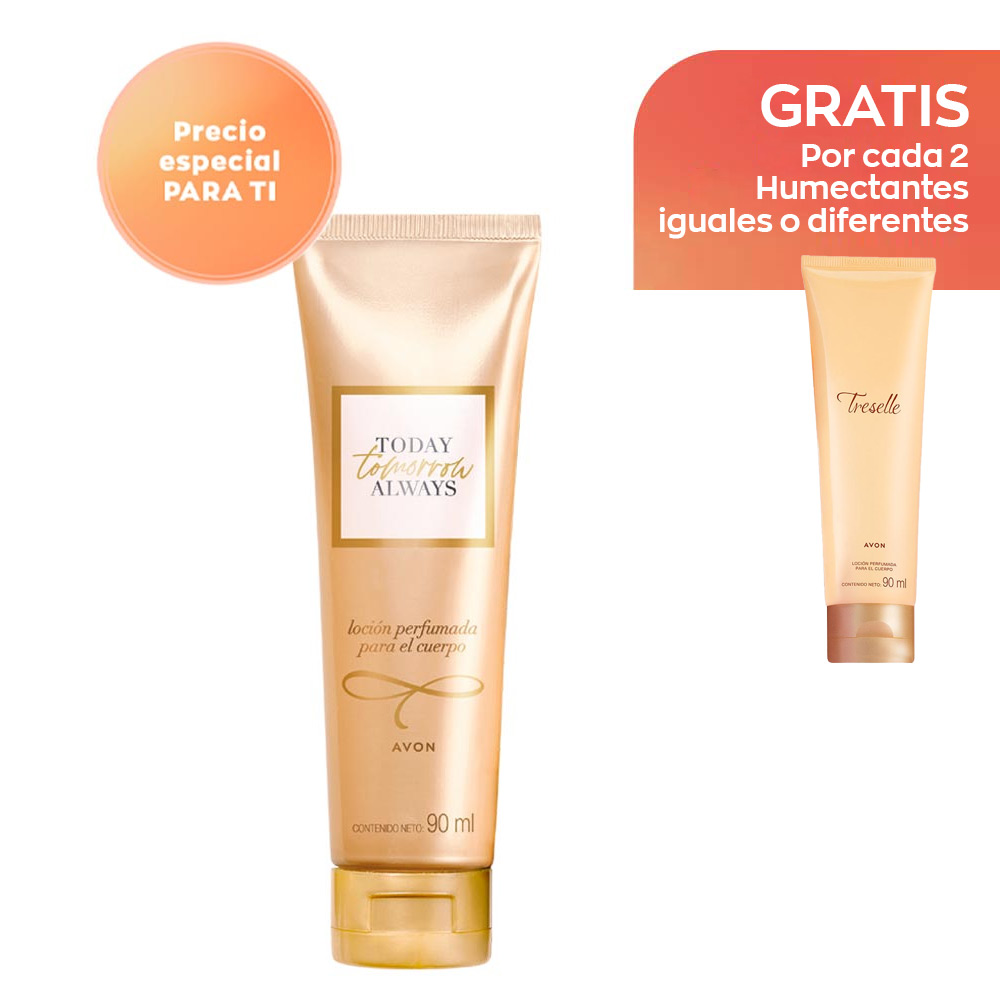 Precio
especial
PARA TI
GRATIS
Por cada 2
Humectantes
iguales o diferentes
TODAY
tomorrow
ALWAYS
loción perfumada
para el cuerpo
AVON
CONTENIDO NETO: 90 ml
Treselle
AVON
LOCIÓN PERFUMADA
PARA EL CUERPO
CONTENIDO NETO: 90 ml